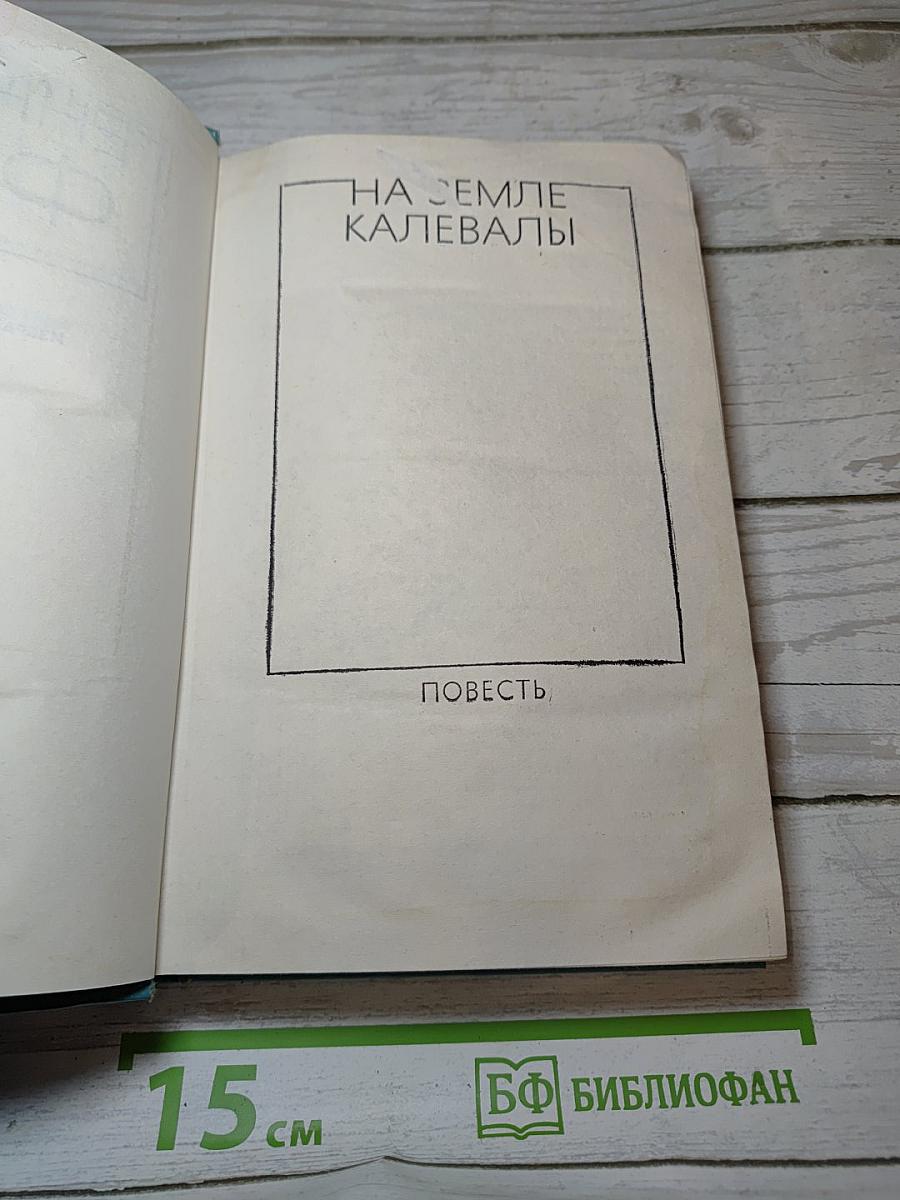 НА ЗЕМЛЕ
КАЛЕВАЛЫ
ПОВЕСТЬ
15 см
БФ БИБЛИОФАН